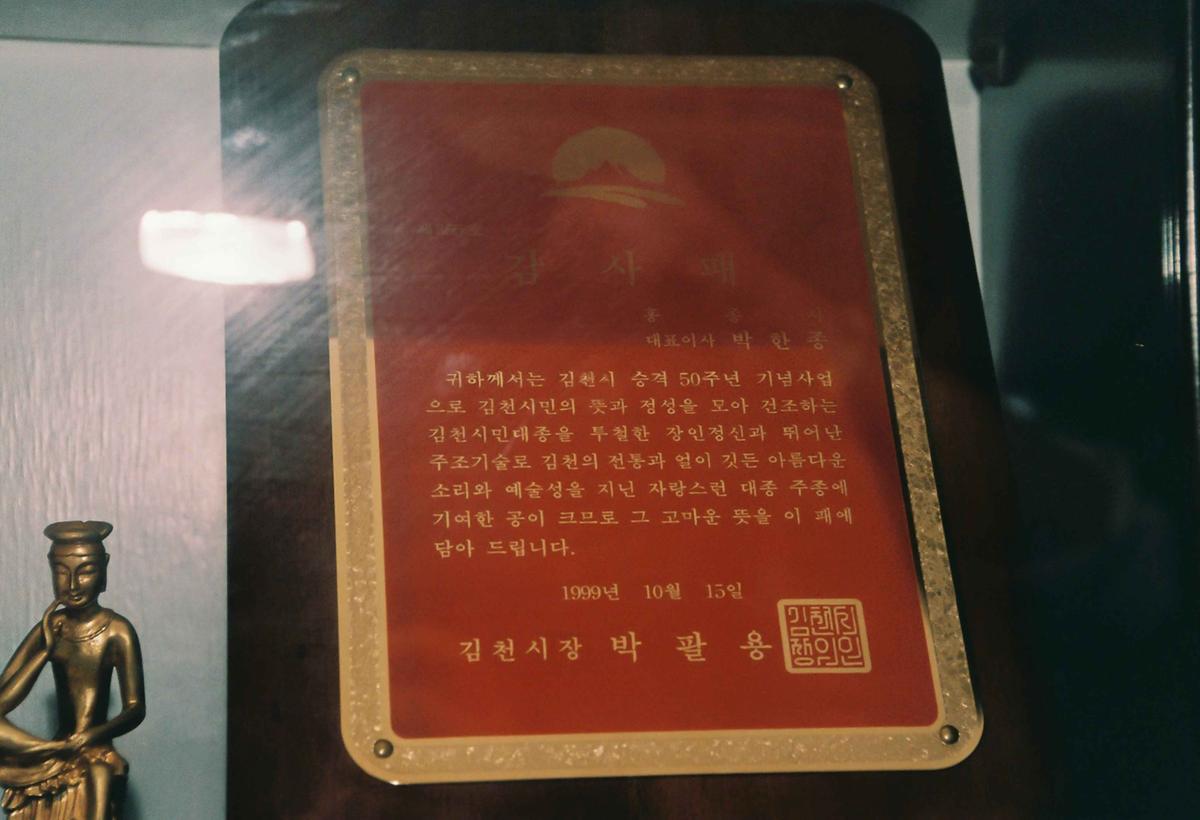 감 사 패
홍 종 사
대표이사 박 한 종
귀하께서는 김천시 승격 50주년 기념사업
으로 김천시민의 뜻과 정성을 모아 건조하는
김천시민대종을 투철한 장인정신과 뛰어난
주조기술로 김천의 전통과 얼이 깃든 아름다운
소리와 예술성을 지닌 자랑스런 대종 주종에
기여한 공이 크므로 그 고마운 뜻을 이 패에
담아 드립니다.
1999년 10월 15일
김천시장 박 팔 용